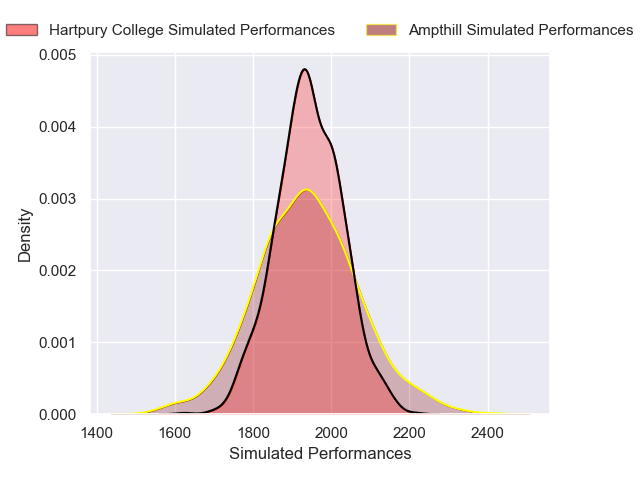 Hartpury College Simulated Performances
Ampthill Simulated Performances
0.005
0.004
0.003
0.002
0.001
0.000
Density
1400 1600 1800 2000 2200 2400
Simulated Performances